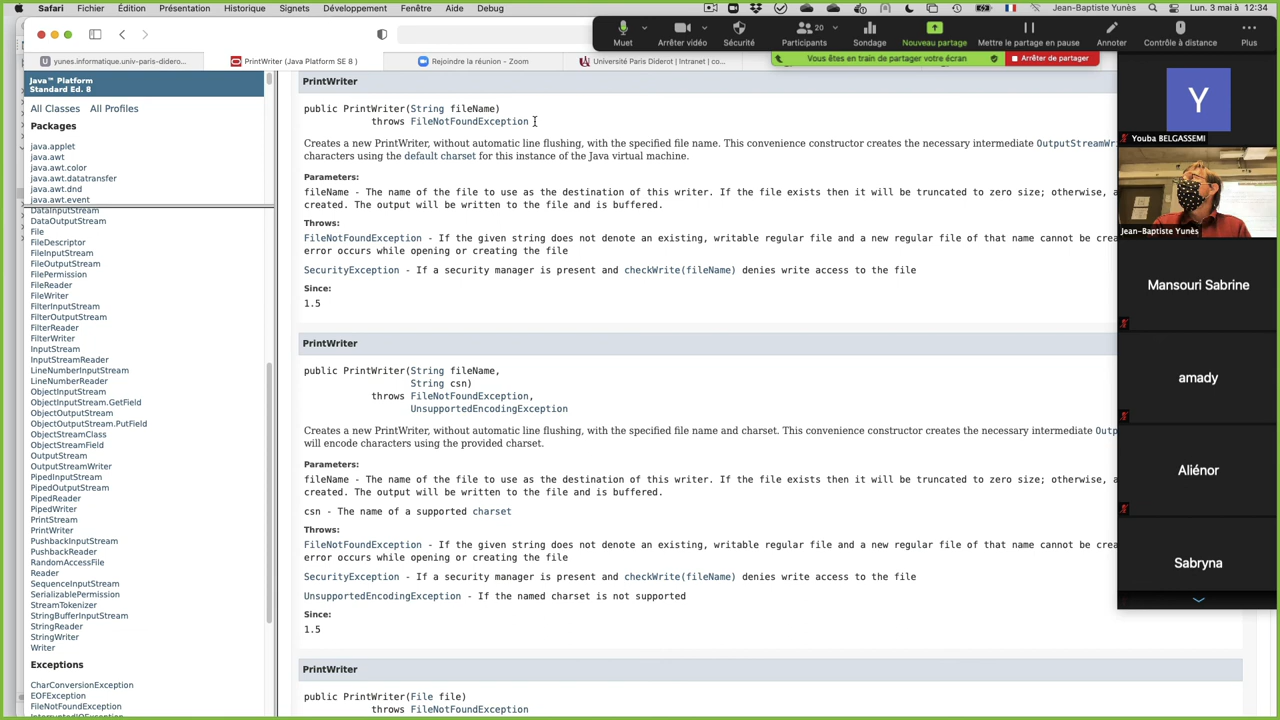 Safari Fichier Édition Présentation Historique Signets Développement Fenêtre Aide Debug
Jean-Baptiste Yunès Lun. 3 mai à 12:34
Muet Arrêter vidéo Sécurité 20 Participants Sondage Nouveau partage Mettre le partage en pause Annoter Contrôle à distance Plus
Vous êtes en train de partager votre écran Arrêter de partager
yunes.informatique.univ-paris-didero...
PrintWriter (Java Platform SE 8 )
Rejoindre la réunion - Zoom
Université Paris Diderot | Intranet | co...
Java™ Platform
Standard Ed. 8
All Classes All Profiles
Packages
java.applet
java.awt
java.awt.color
java.awt.datatransfer
java.awt.dnd
java.awt.event
DataInputStream
DataOutputStream
File
FileDescriptor
FileInputStream
FileOutputStream
FilePermission
FileReader
FileWriter
FilterInputStream
FilterOutputStream
FilterReader
FilterWriter
InputStream
InputStreamReader
LineNumberInputStream
LineNumberReader
ObjectInputStream
ObjectInputStream.GetField
ObjectOutputStream
ObjectOutputStream.PutField
ObjectStreamClass
ObjectStreamField
OutputStream
OutputStreamWriter
PipedInputStream
PipedOutputStream
PipedReader
PipedWriter
PrintStream
PrintWriter
PushbackInputStream
PushbackReader
RandomAccessFile
Reader
SequenceInputStream
SerializablePermission
StreamTokenizer
StringBufferInputStream
StringReader
StringWriter
Writer
Exceptions
CharConversionException
EOFException
FileNotFoundException
InterruptedIOException
PrintWriter
public PrintWriter(String fileName)
throws FileNotFoundException
Creates a new PrintWriter, without automatic line flushing, with the specified file name. This convenience constructor creates the necessary intermediate OutputStreamWri
characters using the default charset for this instance of the Java virtual machine.
Parameters:
fileName - The name of the file to use as the destination of this writer. If the file exists then it will be truncated to zero size; otherwise, a
created. The output will be written to the file and is buffered.
Throws:
FileNotFoundException - If the given string does not denote an existing, writable regular file and a new regular file of that name cannot be crea
error occurs while opening or creating the file
SecurityException - If a security manager is present and checkWrite(fileName) denies write access to the file
Since:
1.5
PrintWriter
public PrintWriter(String fileName,
String csn)
throws FileNotFoundException,
UnsupportedEncodingException
Creates a new PrintWriter, without automatic line flushing, with the specified file name and charset. This convenience constructor creates the necessary intermediate Outp
will encode characters using the provided charset.
Parameters:
fileName - The name of the file to use as the destination of this writer. If the file exists then it will be truncated to zero size; otherwise, a
created. The output will be written to the file and is buffered.
csn - The name of a supported charset
Throws:
FileNotFoundException - If the given string does not denote an existing, writable regular file and a new regular file of that name cannot be crea
error occurs while opening or creating the file
SecurityException - If a security manager is present and checkWrite(fileName) denies write access to the file
UnsupportedEncodingException - If the named charset is not supported
Since:
1.5
PrintWriter
public PrintWriter(File file)
throws FileNotFoundException
Y
Youba BELGASSEMI
Jean-Baptiste Yunès
Mansouri Sabrine
amady
Aliénor
Sabryna